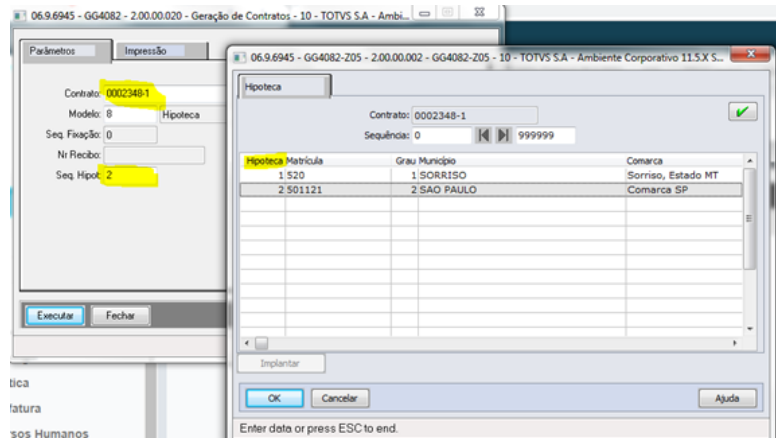 06.9.6945 - GG4082 - 2.00.00.020 - Geração de Contratos - 10 - TOTVS S.A - Ambi...
Parâmetros
Impressão
Contrato: 0002348-1
Modelo: 8 Hipoteca
Seq. Fixação: 0
Nr Recibo:
Seq. Hipot: 2
Executar
Fechar
06.9.6945 - GG4082-Z05 - 2.00.00.002 - GG4082-Z05 - 10 - TOTVS S.A - Ambiente Corporativo 11.5.X S...
Hipoteca
Contrato: 0002348-1
Sequência: 0 999999
Hipoteca Matrícula Grau Município Comarca
1 520 1 SORRISO Sorriso, Estado MT
2 501121 2 SAO PAULO Comarca SP
Implantar
OK
Cancelar
Ajuda
Enter data or press ESC to end.
tica
fatura
sos Humanos